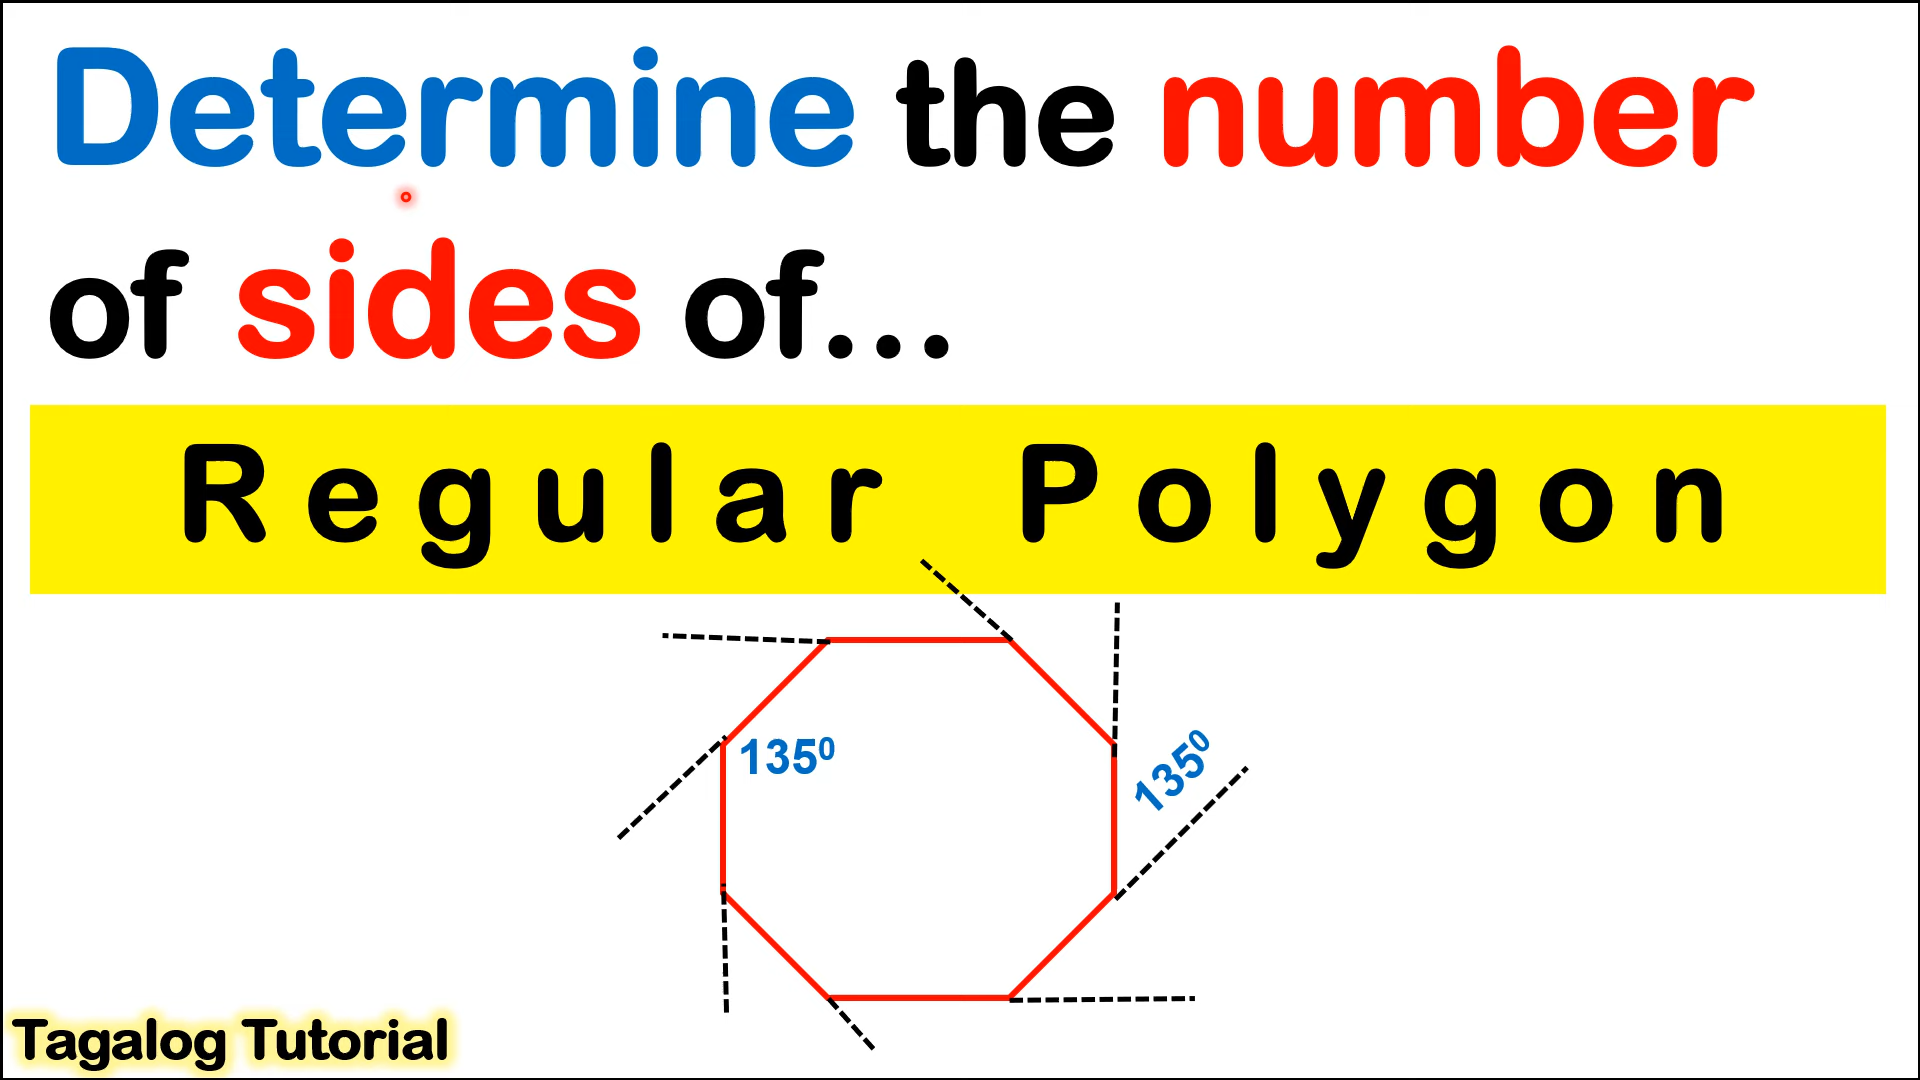 Determine the number
of sides of...
Regular Polygon
135⁰
135⁰
Tagalog Tutorial